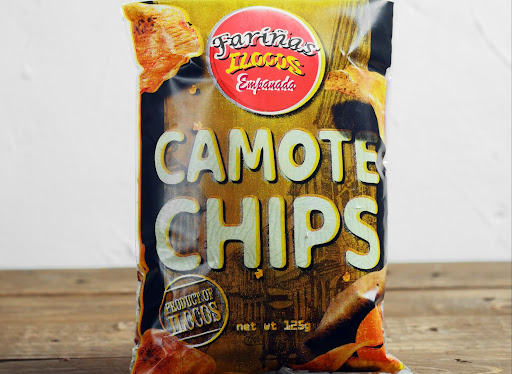 Fariñas
ILOCOS
Empanada
CAMOTE
CHIPS
PRODUCT OF
ILOCOS
net wt 125g